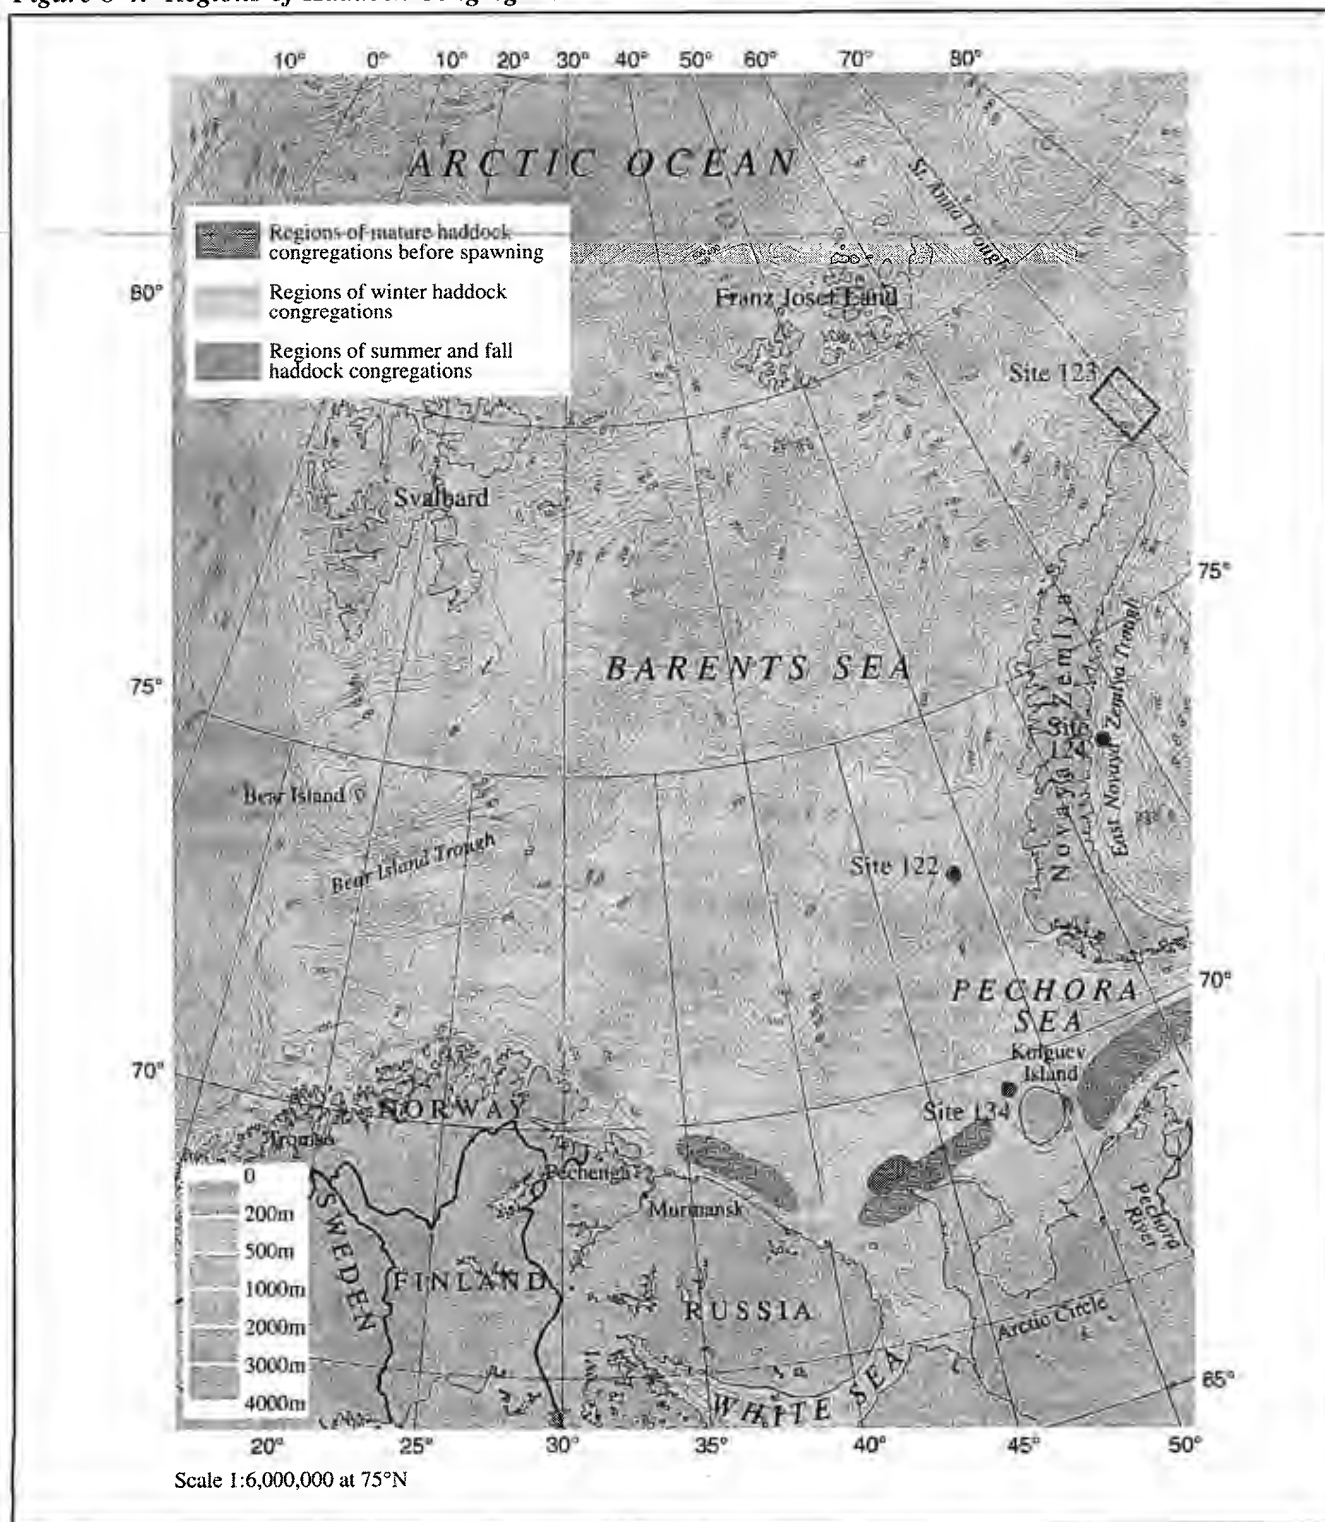 10° 0° 10° 20° 30° 40° 50° 60° 70° 80°
ARCTIC OCEAN
St. Anna Trough
Regions of mature haddock
congregations before spawning
Regions of winter haddock
congregations
Regions of summer and fall
haddock congregations
80°
Franz Josef Land
Site 123
Svalbard
75°
BARENTS SEA
75°
Novaya Zemlya
East Novaya Zemlya Trough
Site
124
Bear Island
Bear Island Trough
Site 122
70°
PECHORA
SEA
Kolguev
Island
70°
Site 134
NORWAY
Tromso
Pechenga
Murmansk
Pechora
River
0
200m
500m
1000m
2000m
3000m
4000m
SWEDEN
FINLAND
RUSSIA
Arctic Circle
WHITE SEA
65°
20° 25° 30° 35° 40° 45° 50°
Scale 1:6,000,000 at 75°N